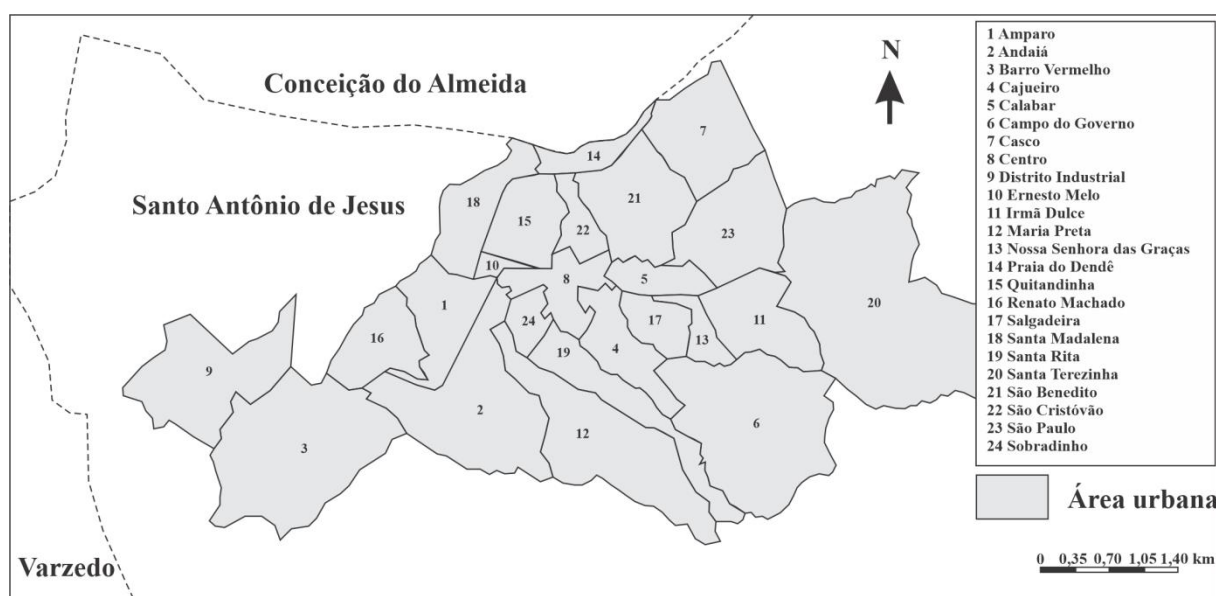 Conceição do Almeida
Santo Antônio de Jesus
Varzedo
N
7
14
18
21
15
22
23
10
8
5
20
1
24
17
11
16
13
19
4
9
2
6
3
12
1 Amparo
2 Andaiá
3 Barro Vermelho
4 Cajueiro
5 Calabar
6 Campo do Governo
7 Casco
8 Centro
9 Distrito Industrial
10 Ernesto Melo
11 Irmã Dulce
12 Maria Preta
13 Nossa Senhora das Graças
14 Praia do Dendê
15 Quitandinha
16 Renato Machado
17 Salgadeira
18 Santa Madalena
19 Santa Rita
20 Santa Terezinha
21 São Benedito
22 São Cristóvão
23 São Paulo
24 Sobradinho
Área urbana
0 0,35 0,70 1,05 1,40 km